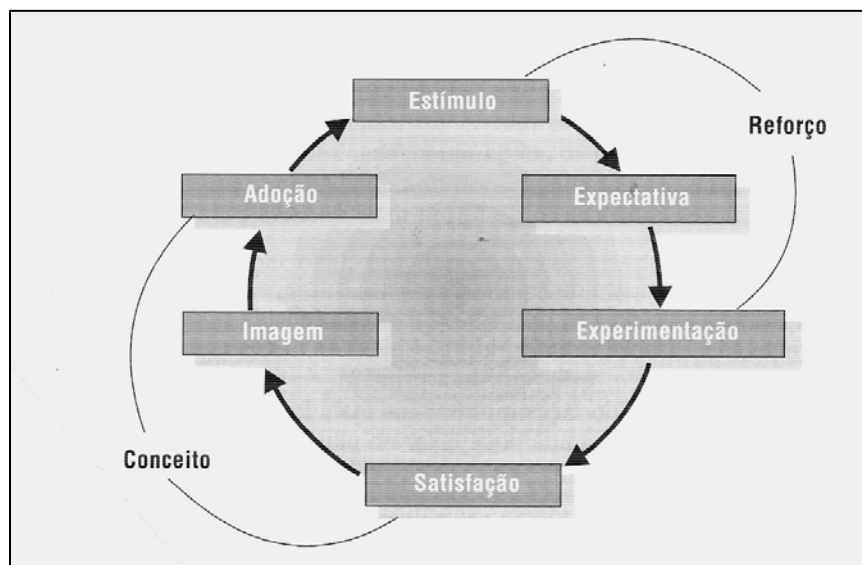 Estímulo
Reforço
Adoção
Expectativa
Imagem
Experimentação
Conceito
Satisfação